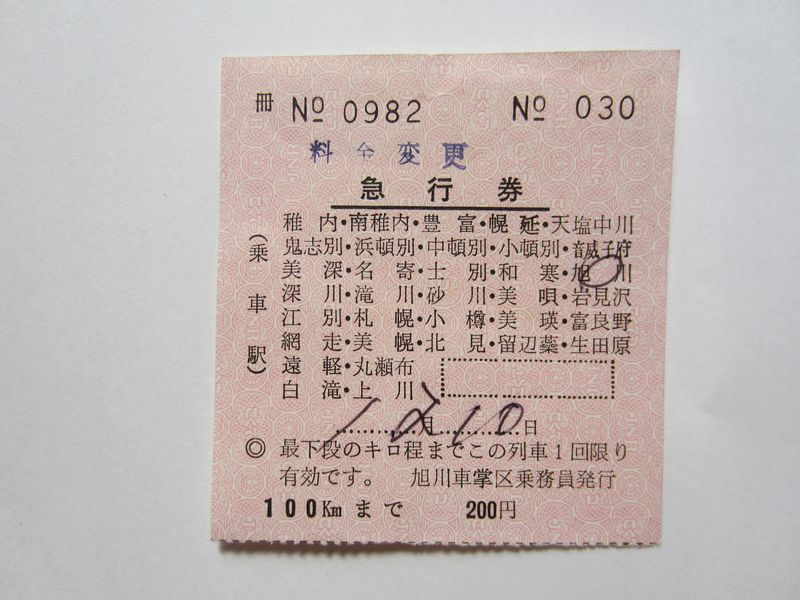 冊 № 0982 № 030
料金変更
急行券
(乗車駅)
稚内・南稚内・豊富・幌延・天塩中川
鬼志別・浜頓別・中頓別・小頓別・音威子府
美深・名寄・士別・和寒・旭川
深川・滝川・砂川・美唄・岩見沢
江別・札幌・小樽・美瑛・富良野
網走・美幌・北見・留辺蘂・生田原
遠軽・丸瀬布
白滝・上川
12月10日
◎ 最下段のキロ程までこの列車1回限り
有効です。 旭川車掌区乗務員発行
100Kmまで 200円